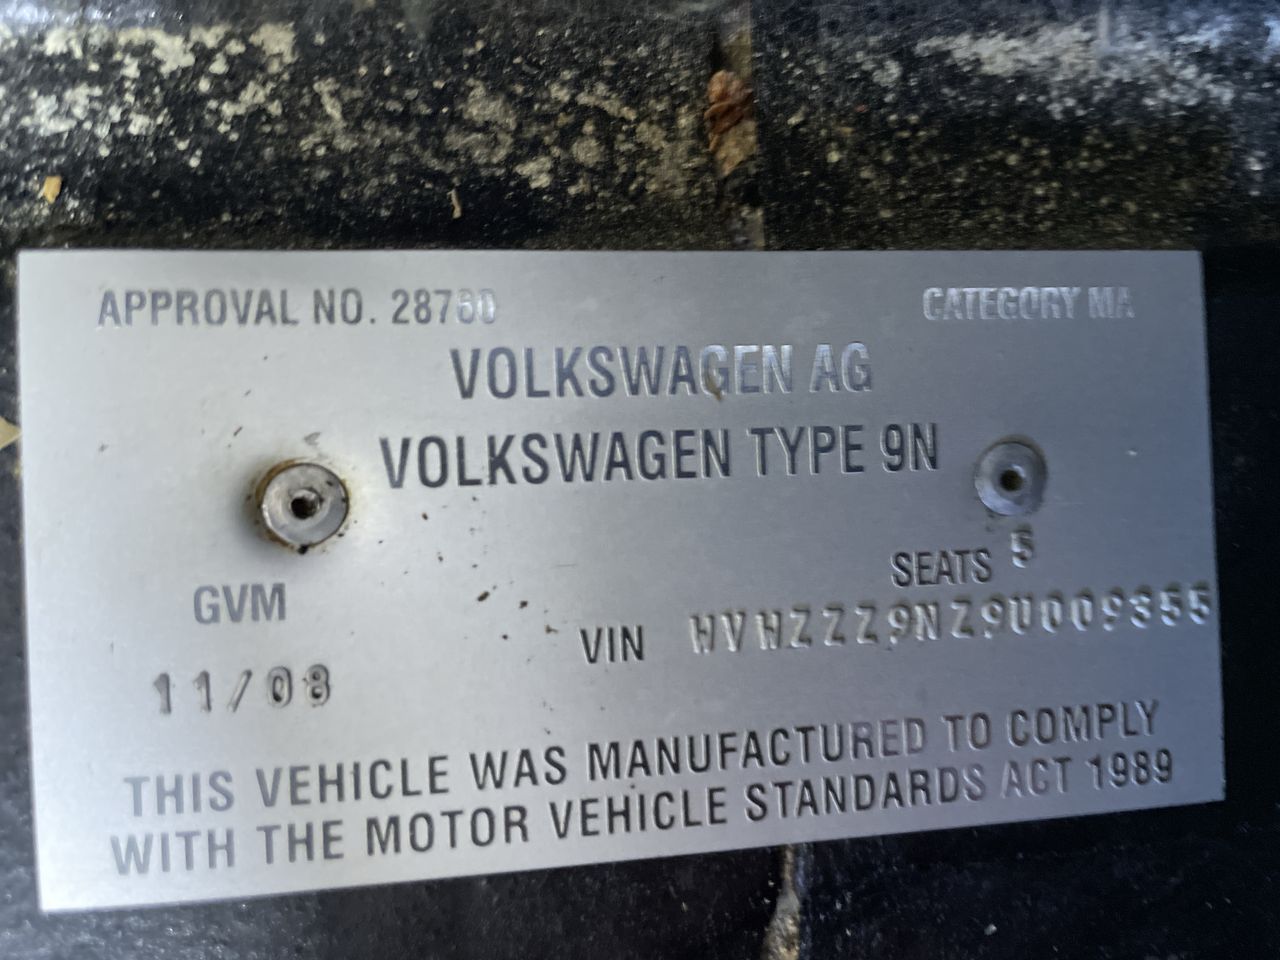 APPROVAL NO. 28760
CATEGORY MA
VOLKSWAGEN AG
VOLKSWAGEN TYPE 9N
SEATS 5
GVM
VIN WVWZZZ9NZ9U009355
11/08
THIS VEHICLE WAS MANUFACTURED TO COMPLY
WITH THE MOTOR VEHICLE STANDARDS ACT 1989